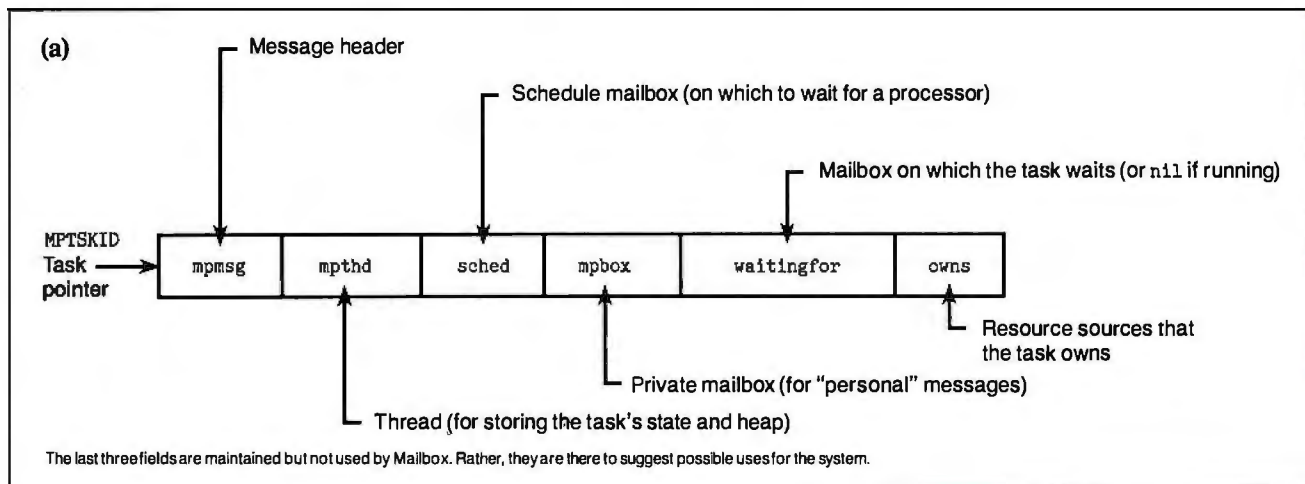 (a)
Message header
Schedule mailbox (on which to wait for a processor)
Mailbox on which the task waits (or nil if running)
MPTSKID
Task
pointer
mpmsg mpthd sched mpbox waitingfor owns
Resource sources that
the task owns
Private mailbox (for “personal” messages)
Thread (for storing the task's state and heap)
The last three fields are maintained but not used by Mailbox. Rather, they are there to suggest possible uses for the system.